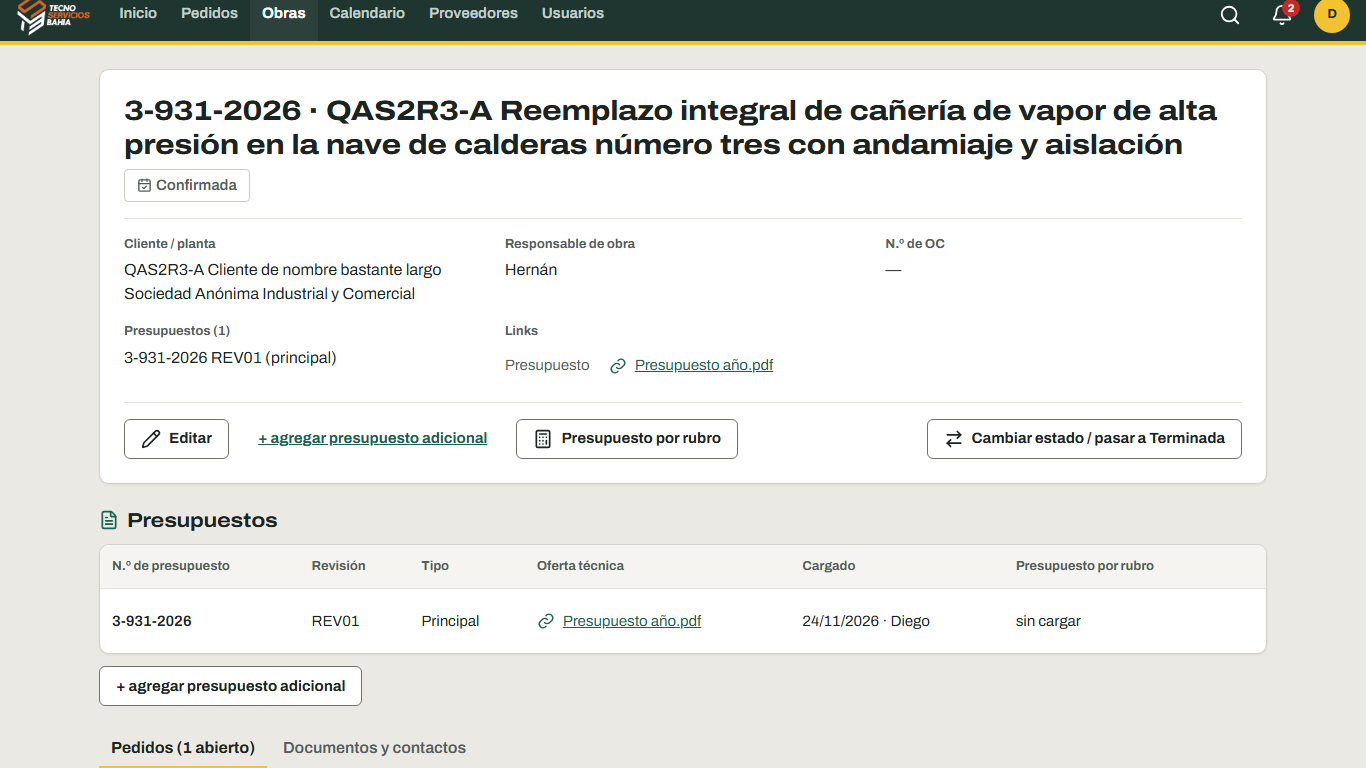 TECNO
SERVICIOS
BAHIA
Inicio Pedidos Obras Calendario Proveedores Usuarios
2
D
3-931-2026 · QAS2R3-A Reemplazo integral de cañería de vapor de alta
presión en la nave de calderas número tres con andamiaje y aislación
Confirmada
Cliente / planta Responsable de obra N.º de OC
QAS2R3-A Cliente de nombre bastante largo Hernán —
Sociedad Anónima Industrial y Comercial
Presupuestos (1) Links
3-931-2026 REV01 (principal)
Presupuesto Presupuesto año.pdf
Editar + agregar presupuesto adicional Presupuesto por rubro Cambiar estado / pasar a Terminada
Presupuestos
N.º de presupuesto Revisión Tipo Oferta técnica Cargado Presupuesto por rubro
3-931-2026 REV01 Principal Presupuesto año.pdf 24/11/2026 · Diego sin cargar
+ agregar presupuesto adicional
Pedidos (1 abierto) Documentos y contactos